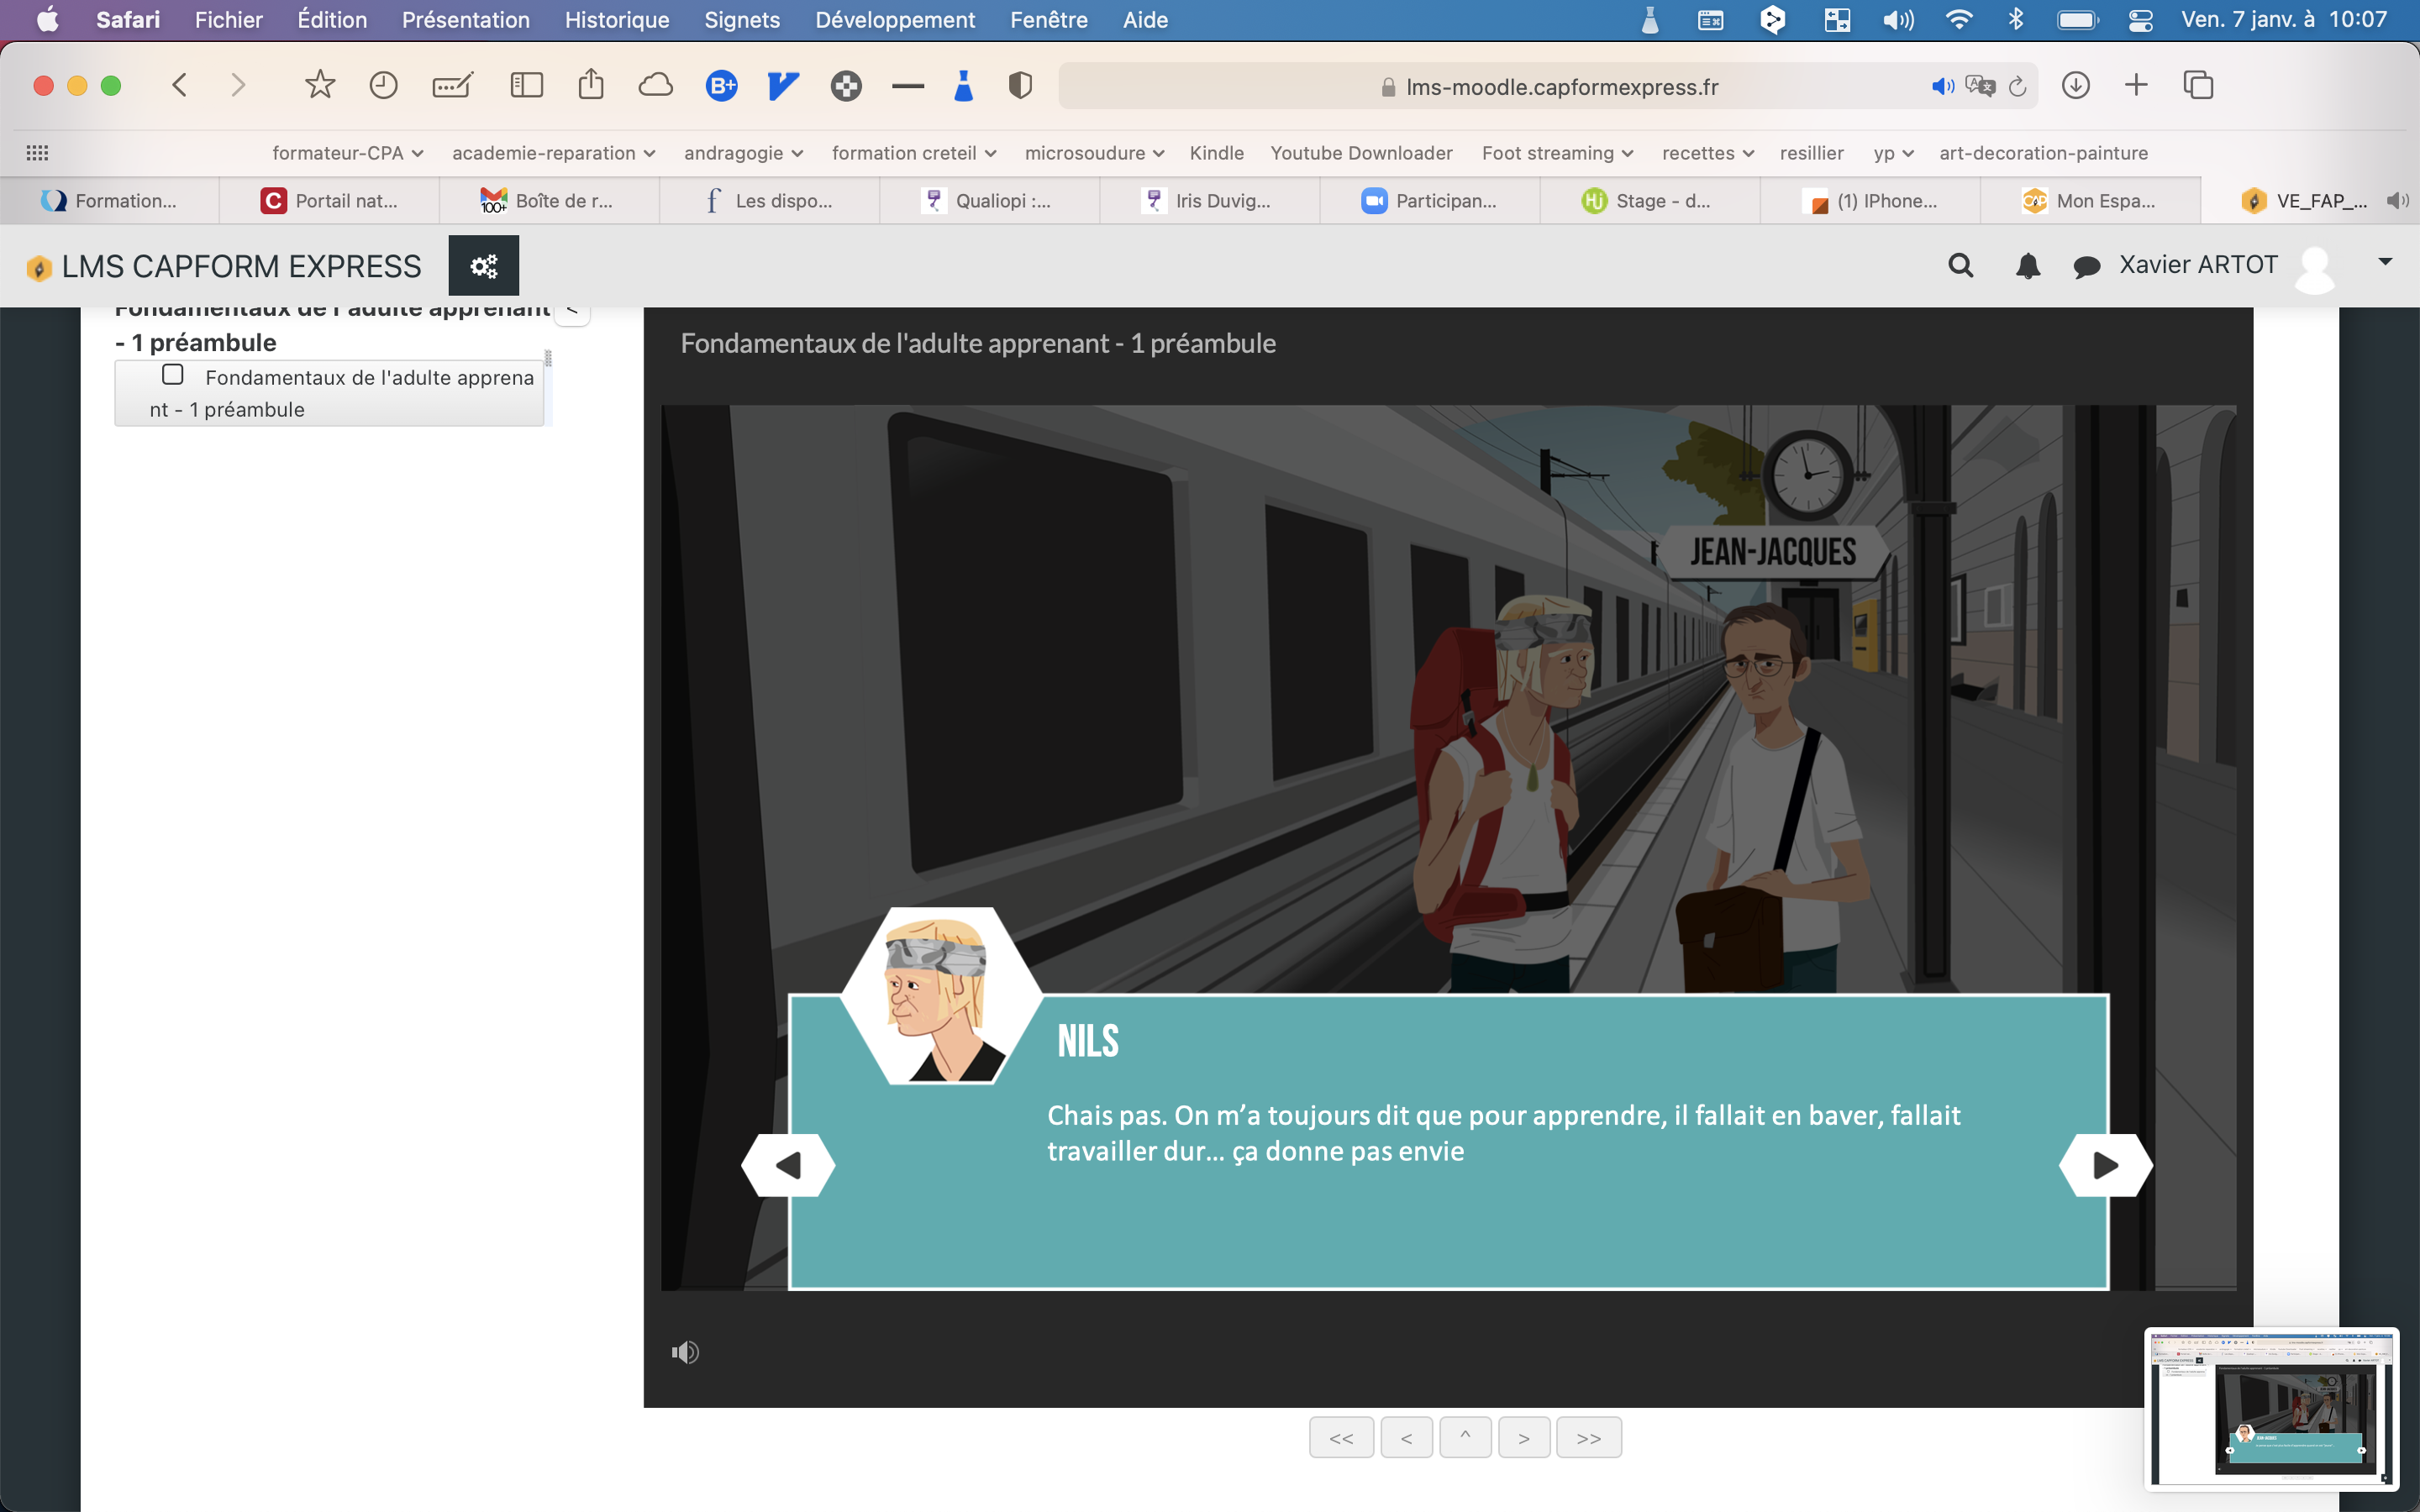 Safari Fichier Édition Présentation Historique Signets Développement Fenêtre Aide Ven. 7 janv. à 10:07
B+ lms-moodle.capformexpress.fr
formateur-CPA academie-reparation andragogie formation creteil microsoudure Kindle Youtube Downloader Foot streaming recettes resillier yp art-decoration-painture
Formation... Portail nat... Boîte de r... Les dispo... Qualiopi :... Iris Duvig... Participan... Stage - d... (1) IPhone... Mon Espa... VE_FAP_...
LMS CAPFORM EXPRESS Xavier ARTOT
Fondamentaux de l'adulte apprenant <
- 1 préambule
Fondamentaux de l'adulte apprena
nt - 1 préambule
Fondamentaux de l'adulte apprenant - 1 préambule
JEAN-JACQUES
NILS
Chais pas. On m’a toujours dit que pour apprendre, il fallait en baver, fallait
travailler dur... ça donne pas envie
<< < ^ > >>